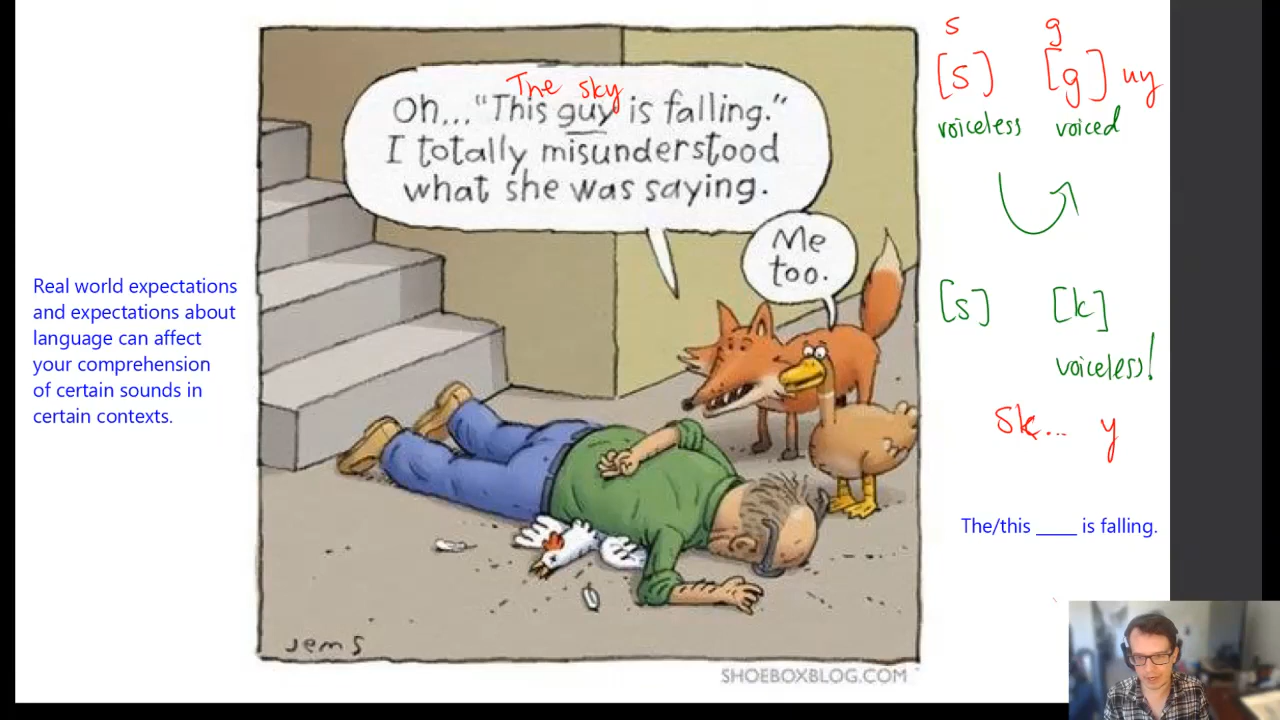 The sky
Oh... "This guy is falling."
I totally misunderstood
what she was saying.
Me
too.
Real world expectations
and expectations about
language can affect
your comprehension
of certain sounds in
certain contexts.
s g
[s] [g] uy
voiceless voiced
[s] [k]
voiceless!
Sk... y
The/this ____ is falling.
jems
SHOEBOXBLOG.COM